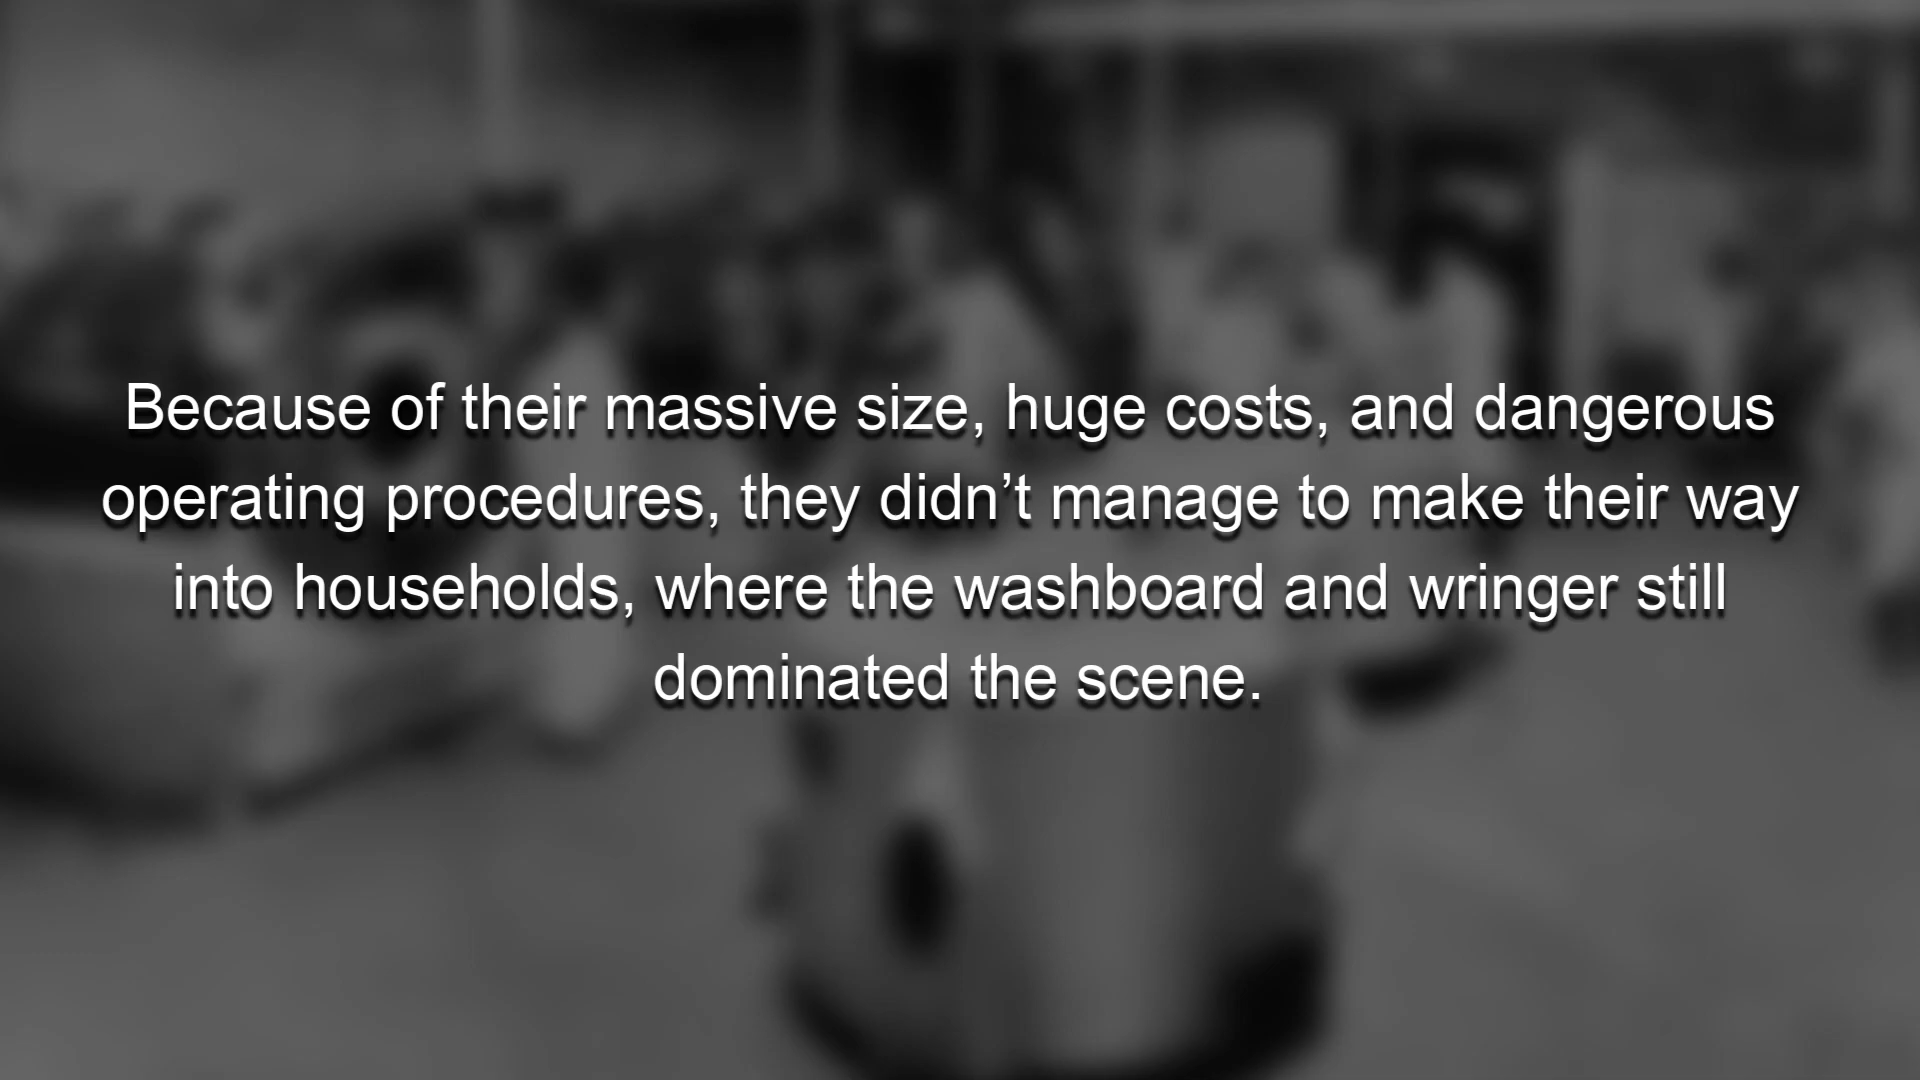 Because of their massive size, huge costs, and dangerous
operating procedures, they didn’t manage to make their way
into households, where the washboard and wringer still
dominated the scene.